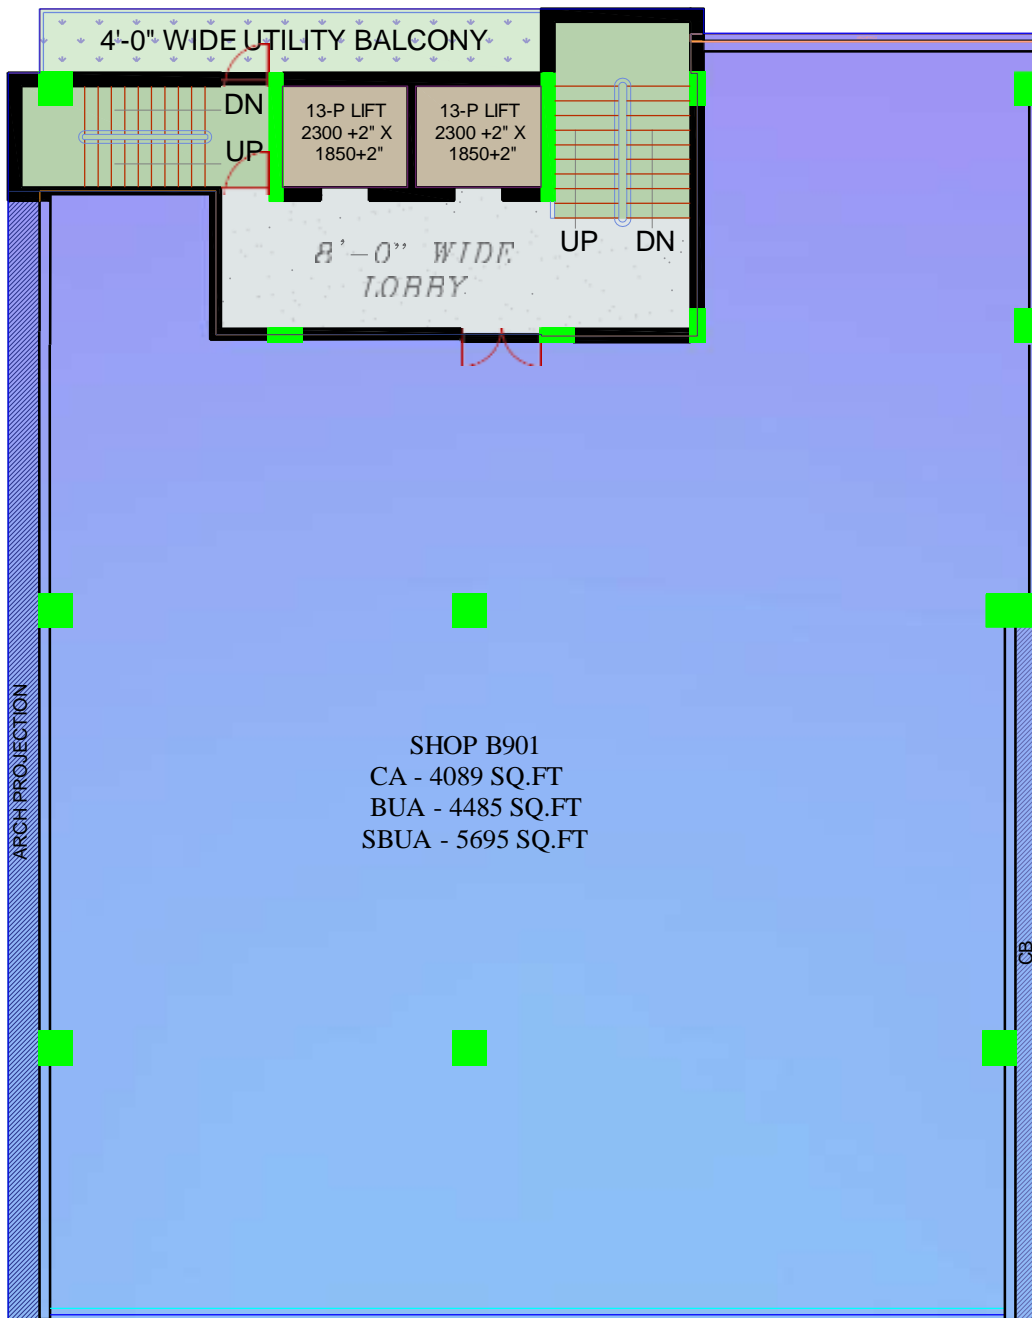 4'-0" WIDE UTILITY BALCONY
DN
UP
13-P LIFT
2300 +2" X
1850+2"
13-P LIFT
2300 +2" X
1850+2"
UP
DN
8'-0" WIDE
LOBBY
ARCH PROJECTION
SHOP B901
CA - 4089 SQ.FT
BUA - 4485 SQ.FT
SBUA - 5695 SQ.FT
CB